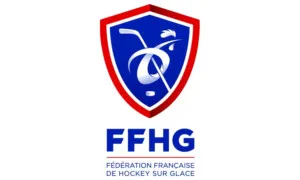 FFHG
FÉDÉRATION FRANÇAISE
DE HOCKEY SUR GLACE